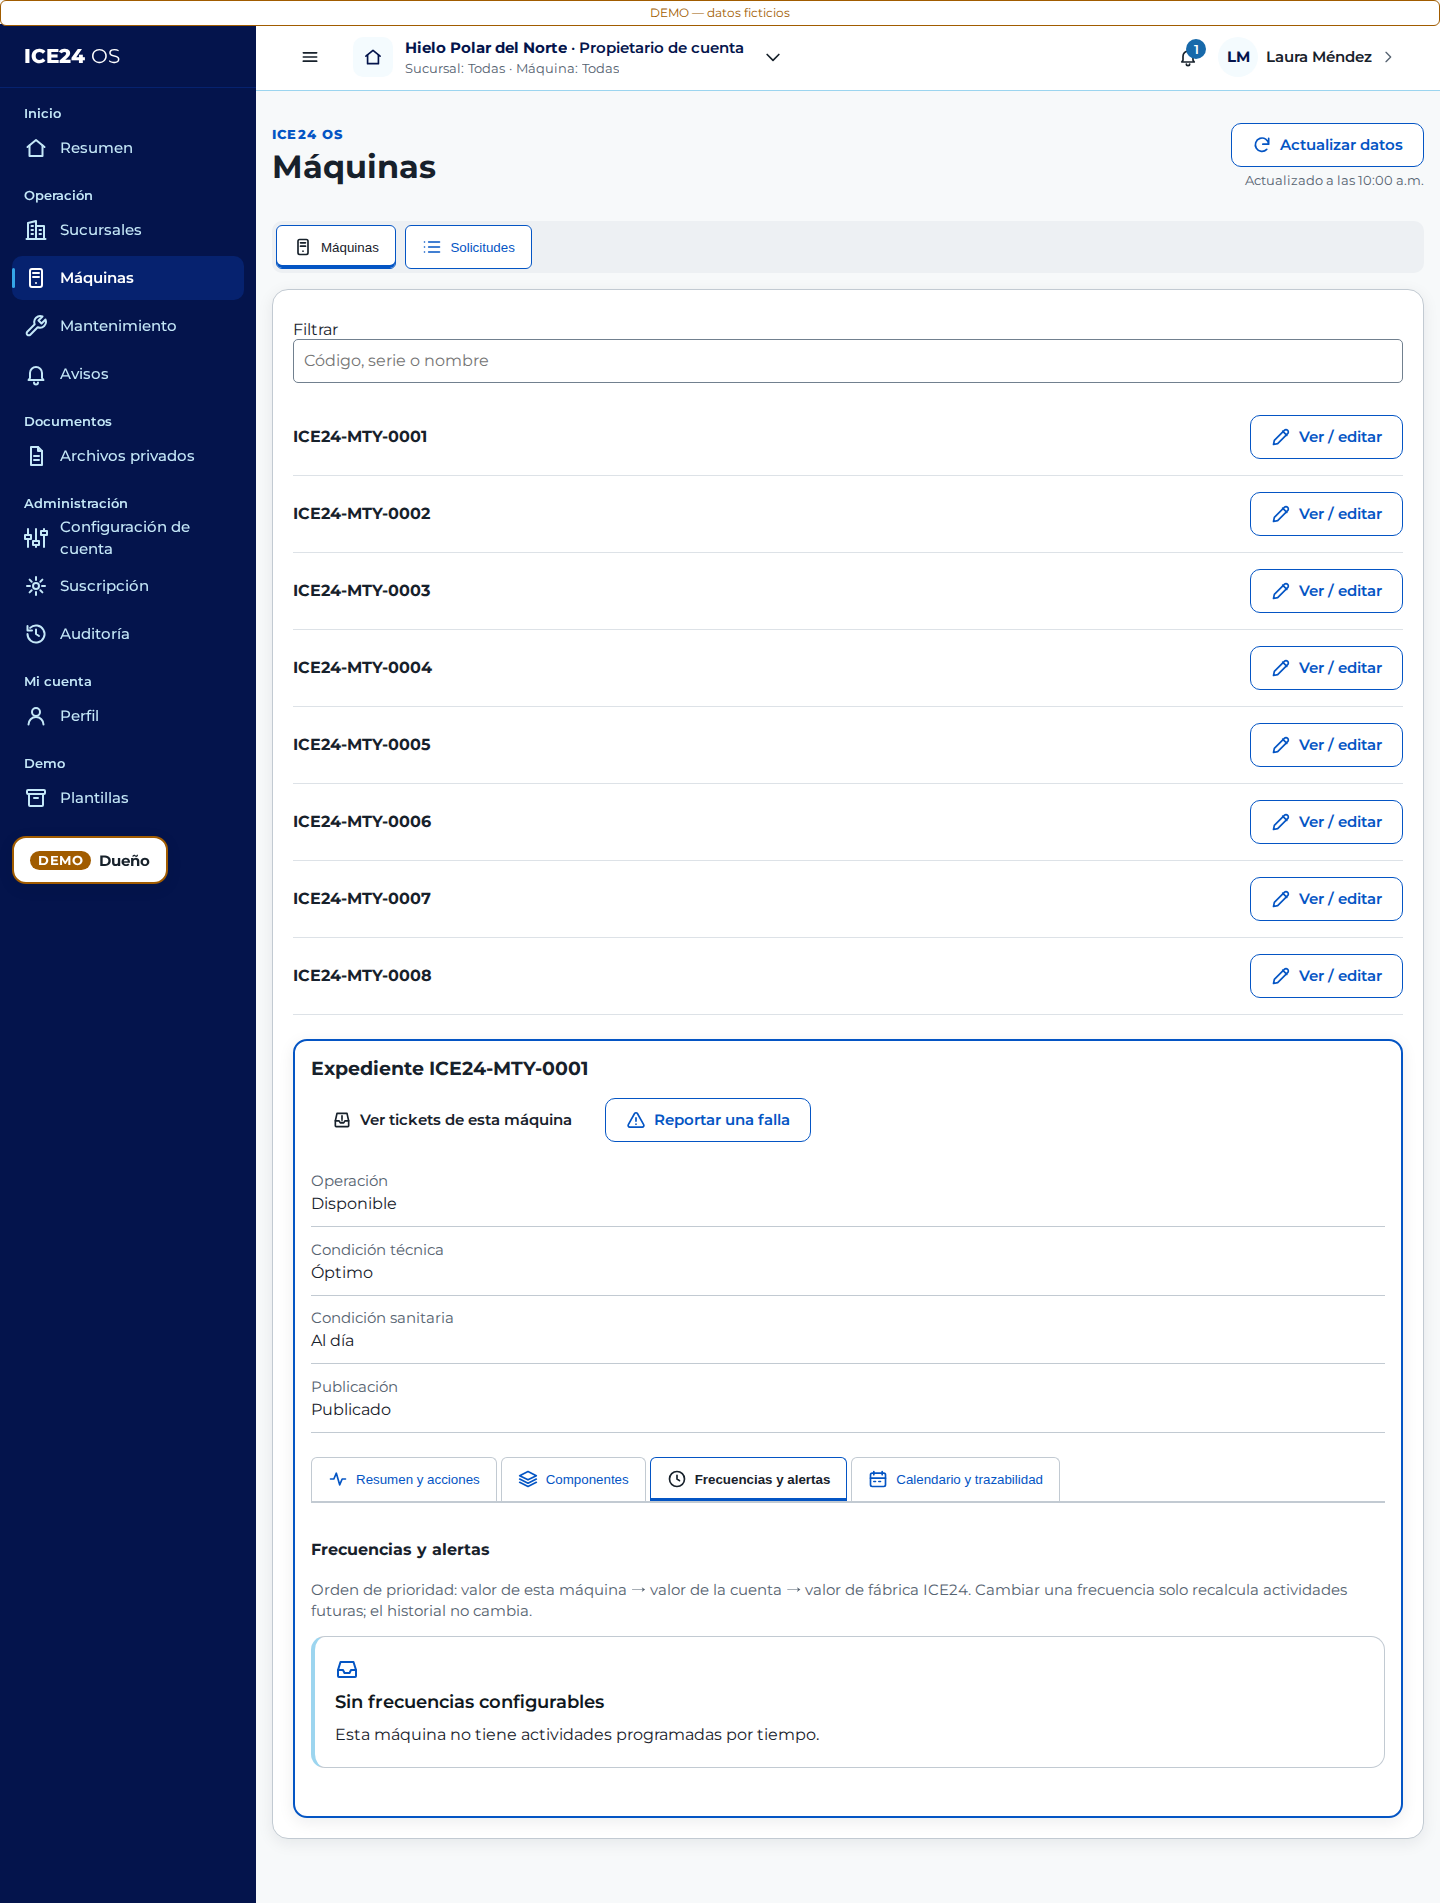 DEMO — datos ficticios
ICE24 OS
Inicio
Resumen
Operación
Sucursales
Máquinas
Mantenimiento
Avisos
Documentos
Archivos privados
Administración
Configuración de
cuenta
Suscripción
Auditoría
Mi cuenta
Perfil
Demo
Plantillas
DEMO Dueño
Hielo Polar del Norte · Propietario de cuenta
Sucursal: Todas · Máquina: Todas
1
LM Laura Méndez
ICE24 OS
Máquinas
Actualizar datos
Actualizado a las 10:00 a.m.
Máquinas
Solicitudes
Filtrar
Código, serie o nombre
ICE24-MTY-0001 Ver / editar
ICE24-MTY-0002 Ver / editar
ICE24-MTY-0003 Ver / editar
ICE24-MTY-0004 Ver / editar
ICE24-MTY-0005 Ver / editar
ICE24-MTY-0006 Ver / editar
ICE24-MTY-0007 Ver / editar
ICE24-MTY-0008 Ver / editar
Expediente ICE24-MTY-0001
Ver tickets de esta máquina
Reportar una falla
Operación
Disponible
Condición técnica
Óptimo
Condición sanitaria
Al día
Publicación
Publicado
Resumen y acciones
Componentes
Frecuencias y alertas
Calendario y trazabilidad
Frecuencias y alertas
Orden de prioridad: valor de esta máquina → valor de la cuenta → valor de fábrica ICE24. Cambiar una frecuencia solo recalcula actividades
futuras; el historial no cambia.
Sin frecuencias configurables
Esta máquina no tiene actividades programadas por tiempo.